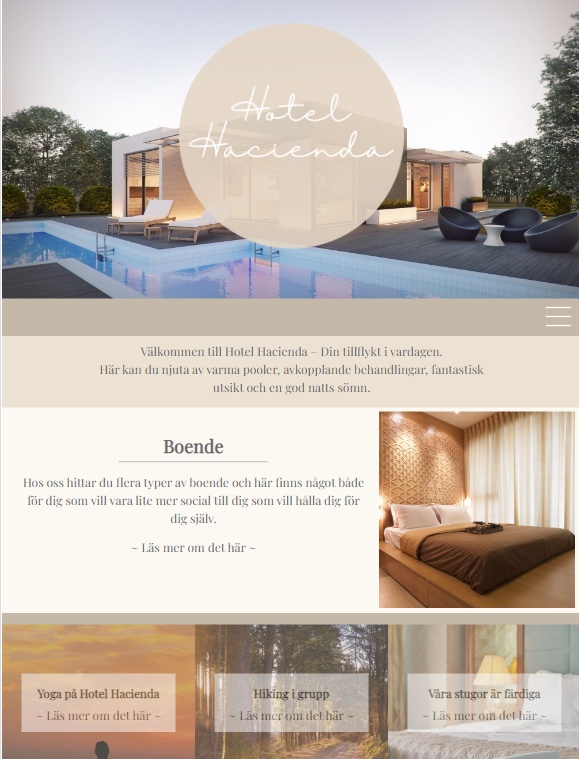 Hotel
Hacienda
Välkommen till Hotel Hacienda – Din tillflykt i vardagen.
Här kan du njuta av varma pooler, avkopplande behandlingar, fantastisk
utsikt och en god natts sömn.
Boende
Hos oss hittar du flera typer av boende och här finns något både
för dig som vill vara lite mer social till dig som vill hålla dig för
dig själv.
~ Läs mer om det här ~
Yoga på Hotel Hacienda
~ Läs mer om det här ~
Hiking i grupp
~ Läs mer om det här ~
Våra stugor är färdiga
~ Läs mer om det här ~